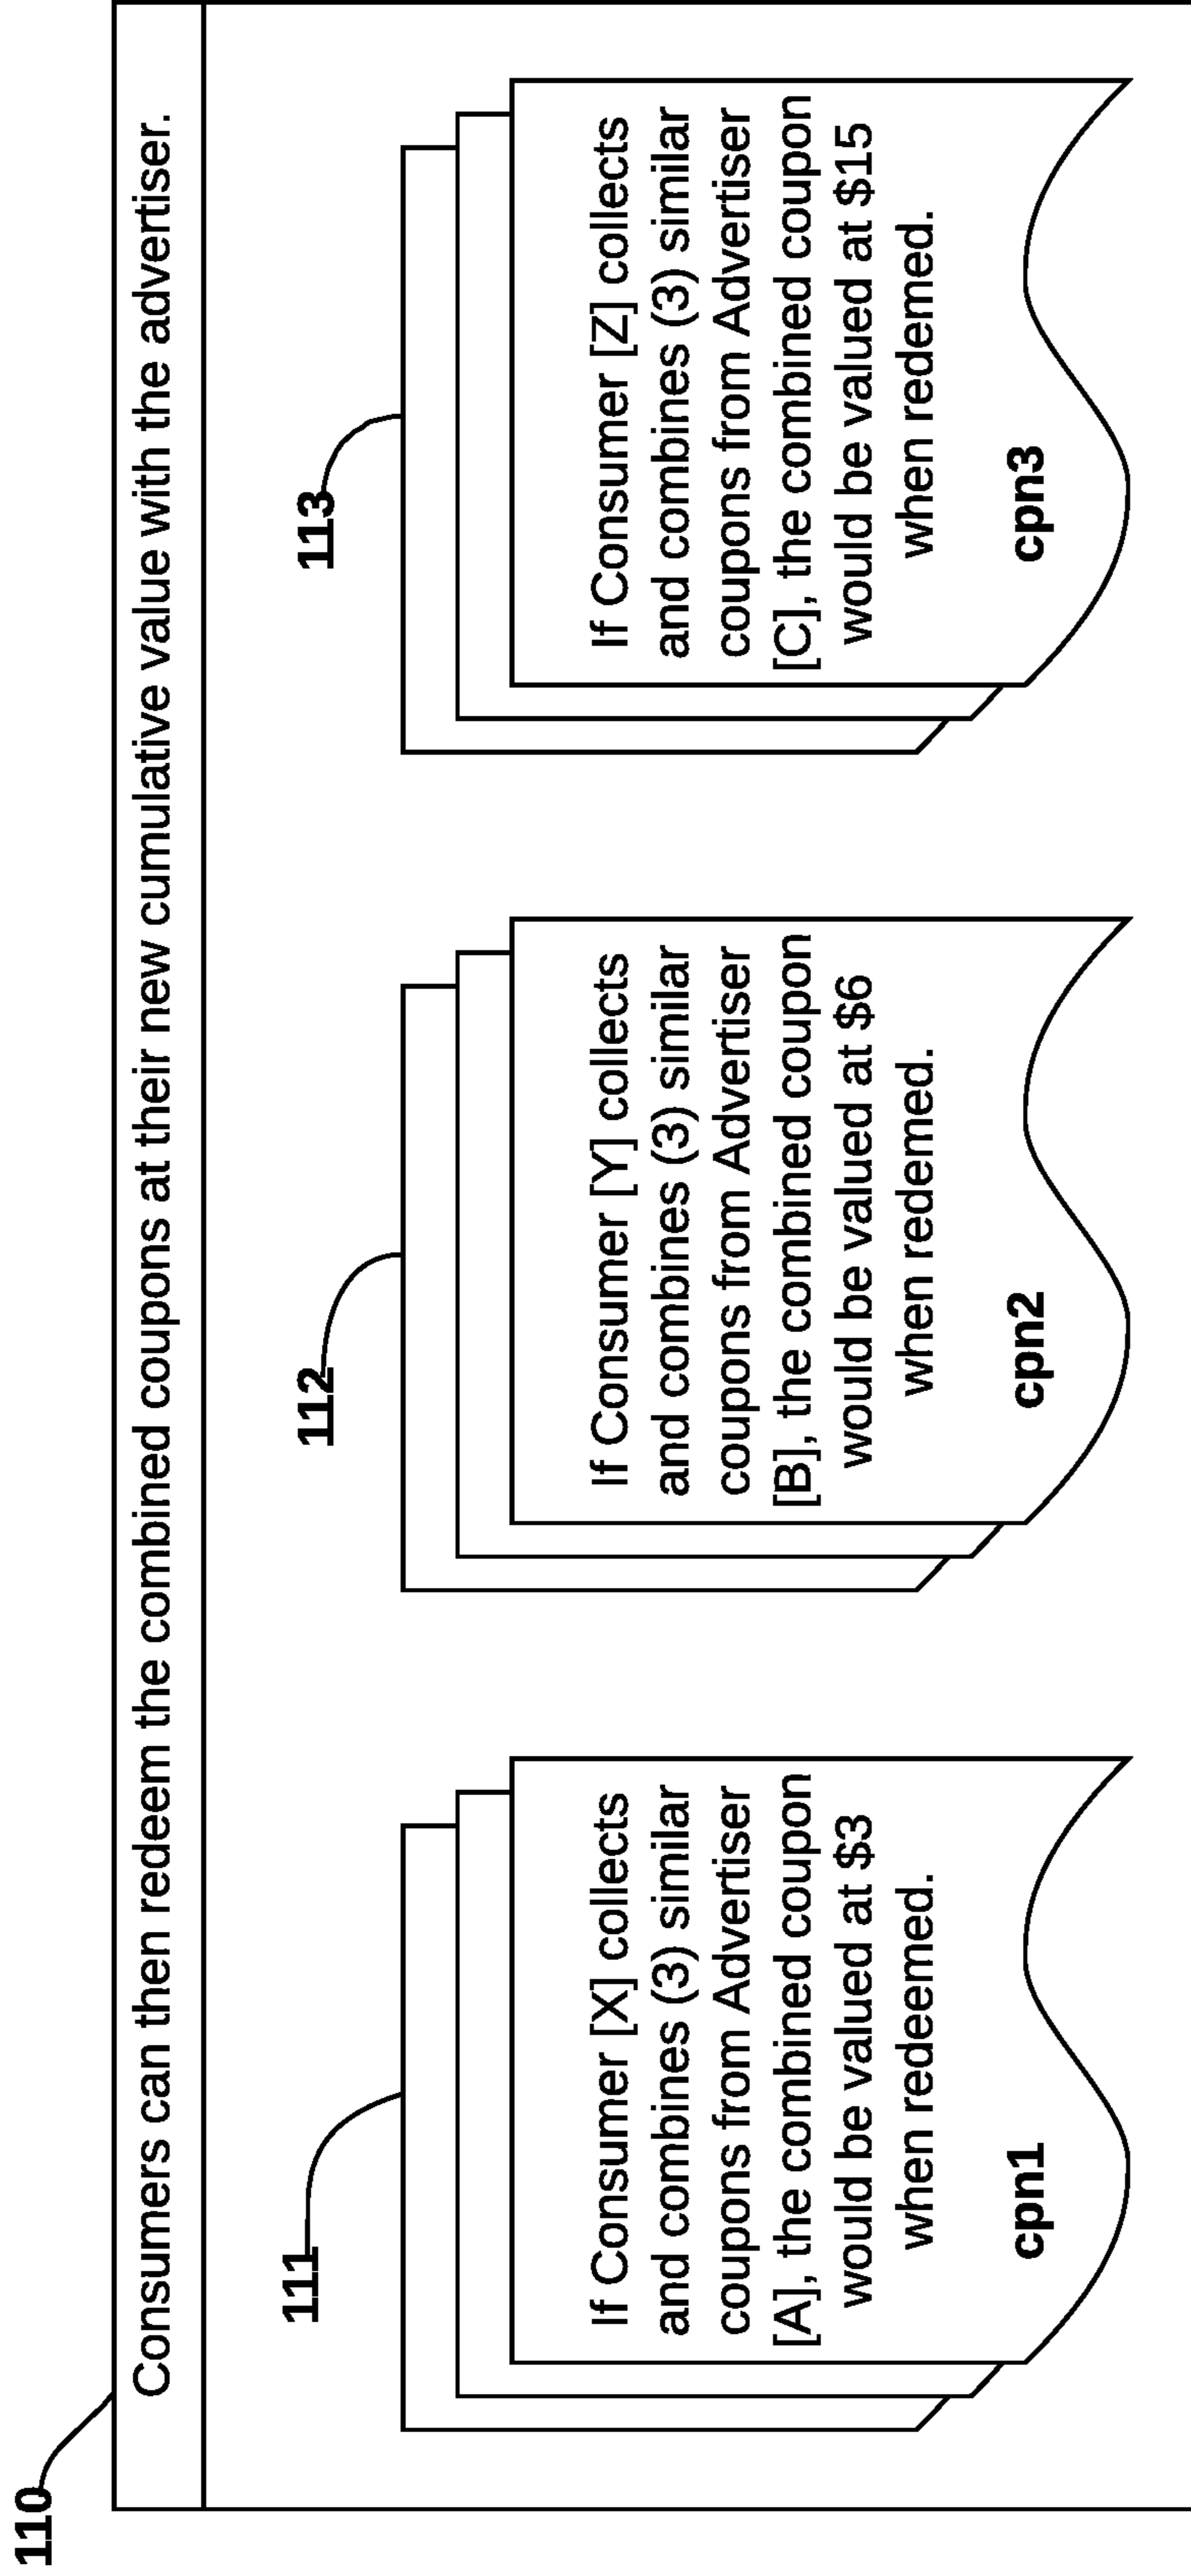 110
Consumers can then redeem the combined coupons at their new cumulative value with the advertiser.
111
If Consumer [X] collects
and combines (3) similar
coupons from Advertiser
[A], the combined coupon
would be valued at $3
when redeemed.
cpn1
112
If Consumer [Y] collects
and combines (3) similar
coupons from Advertiser
[B], the combined coupon
would be valued at $6
when redeemed.
cpn2
113
If Consumer [Z] collects
and combines (3) similar
coupons from Advertiser
[C], the combined coupon
would be valued at $15
when redeemed.
cpn3